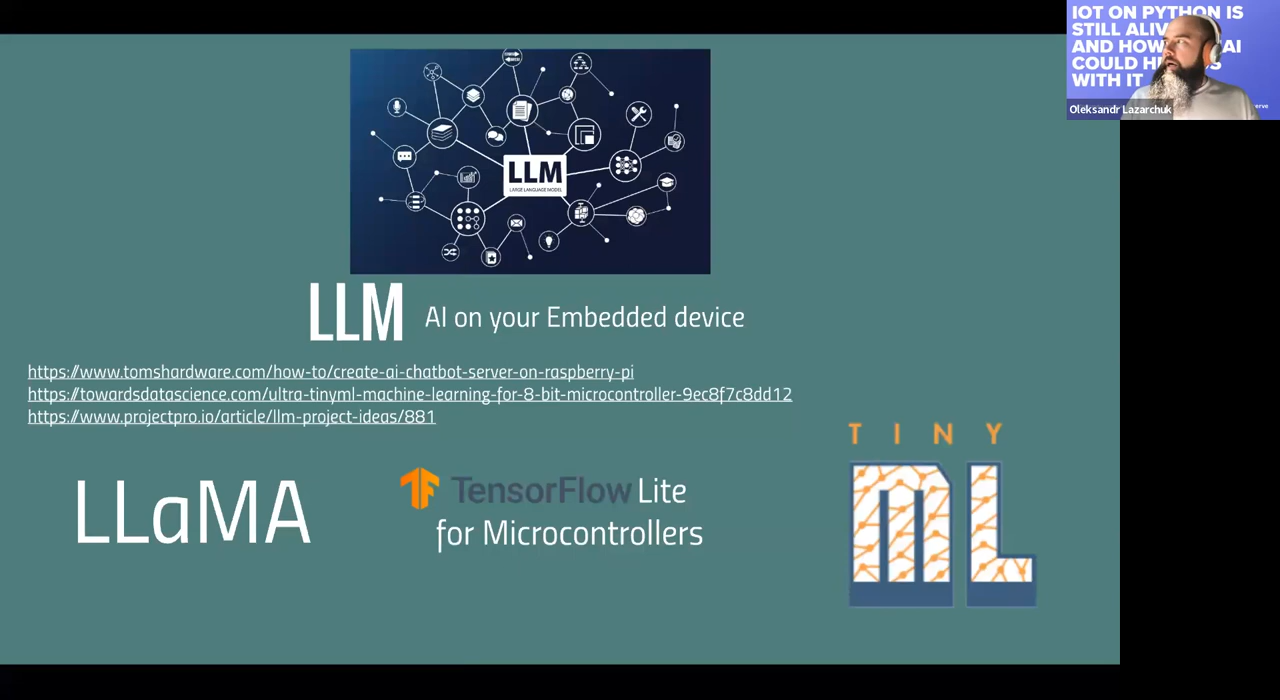 LLM
LARGE LANGUAGE MODEL
LLM AI on your Embedded device
https://www.tomshardware.com/how-to/create-ai-chatbot-server-on-raspberry-pi
https://towardsdatascience.com/ultra-tinyml-machine-learning-for-8-bit-microcontroller-9ec8f7c8dd12
https://www.projectpro.io/article/llm-project-ideas/881
LLaMA
TensorFlow Lite
for Microcontrollers
TINY
ML
IOT ON PYTHON IS
STILL
AND HOW AI
COULD
WITH IT
Oleksandr Lazarchuk